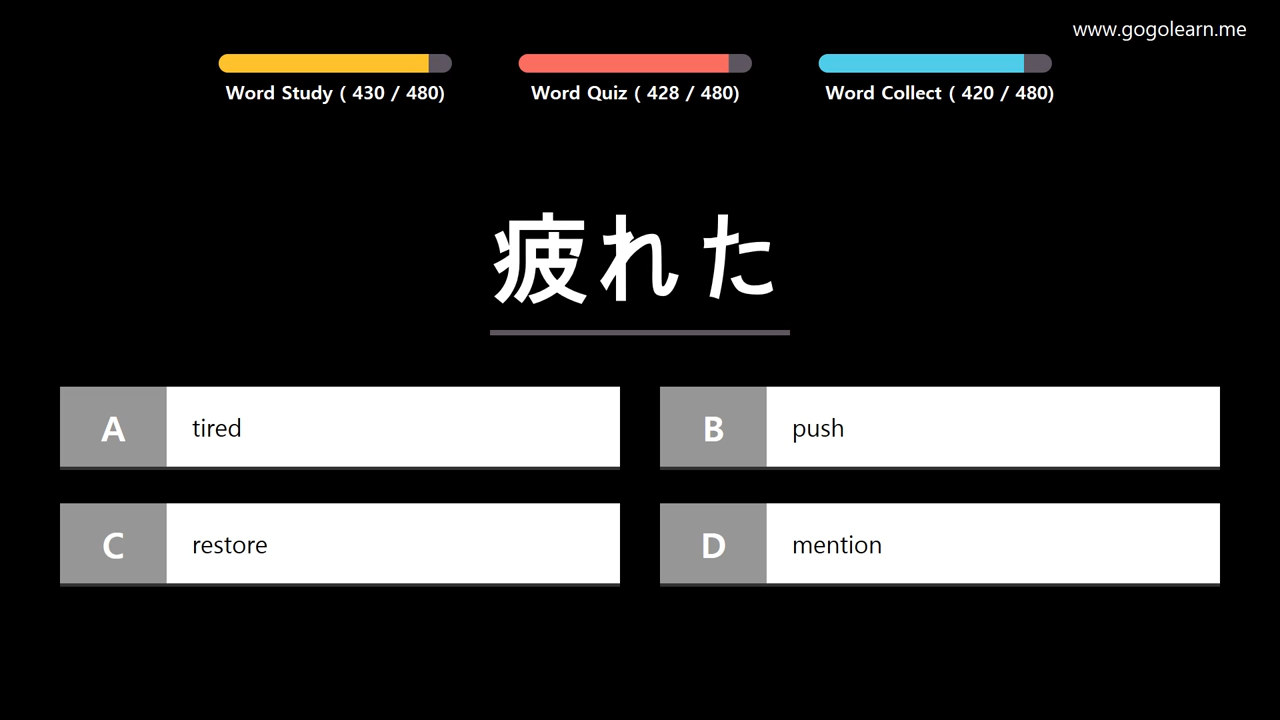 www.gogolearn.me
Word Study ( 430 / 480)
Word Quiz ( 428 / 480)
Word Collect ( 420 / 480)
疲れた
A tired
B push
C restore
D mention